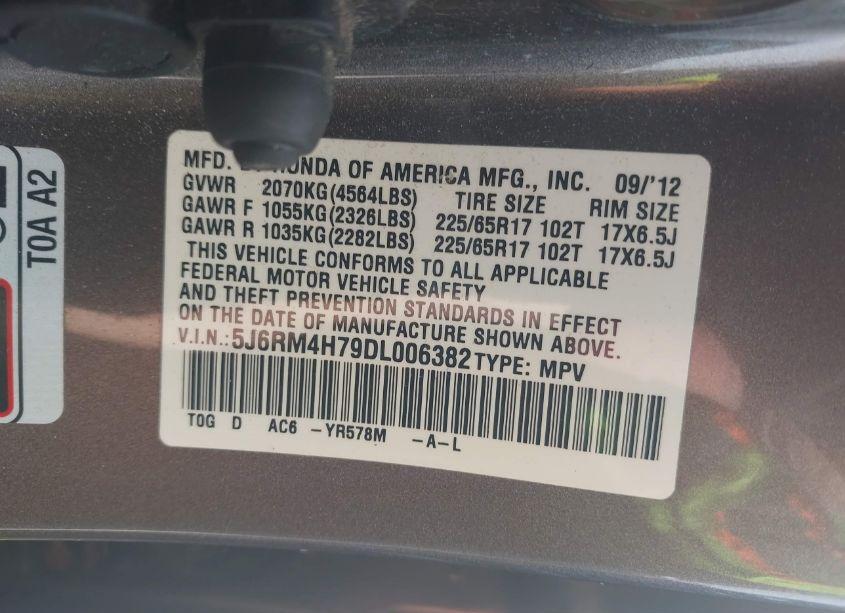 MFD. HONDA OF AMERICA MFG., INC. 09/'12
GVWR 2070KG(4564LBS) TIRE SIZE RIM SIZE
GAWR F 1055KG(2326LBS) 225/65R17 102T 17X6.5J
GAWR R 1035KG(2282LBS) 225/65R17 102T 17X6.5J
THIS VEHICLE CONFORMS TO ALL APPLICABLE
FEDERAL MOTOR VEHICLE SAFETY
AND THEFT PREVENTION STANDARDS IN EFFECT
ON THE DATE OF MANUFACTURE SHOWN ABOVE.
V.I.N.:5J6RM4H79DL006382 TYPE: MPV
TOG D AC6 -YR578M -A-L
T0A A2